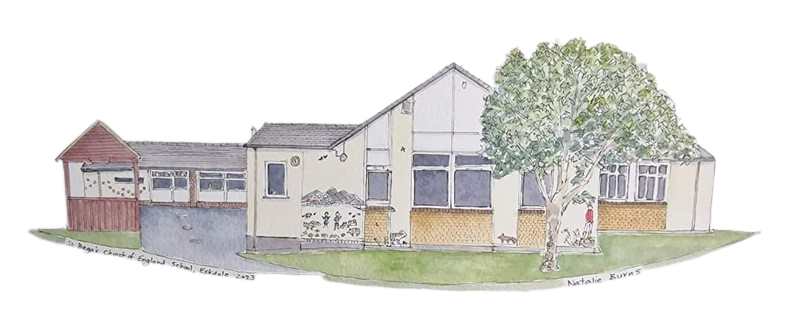 St Bega's Church of England School, Eskdale 2023
Natalie Burns